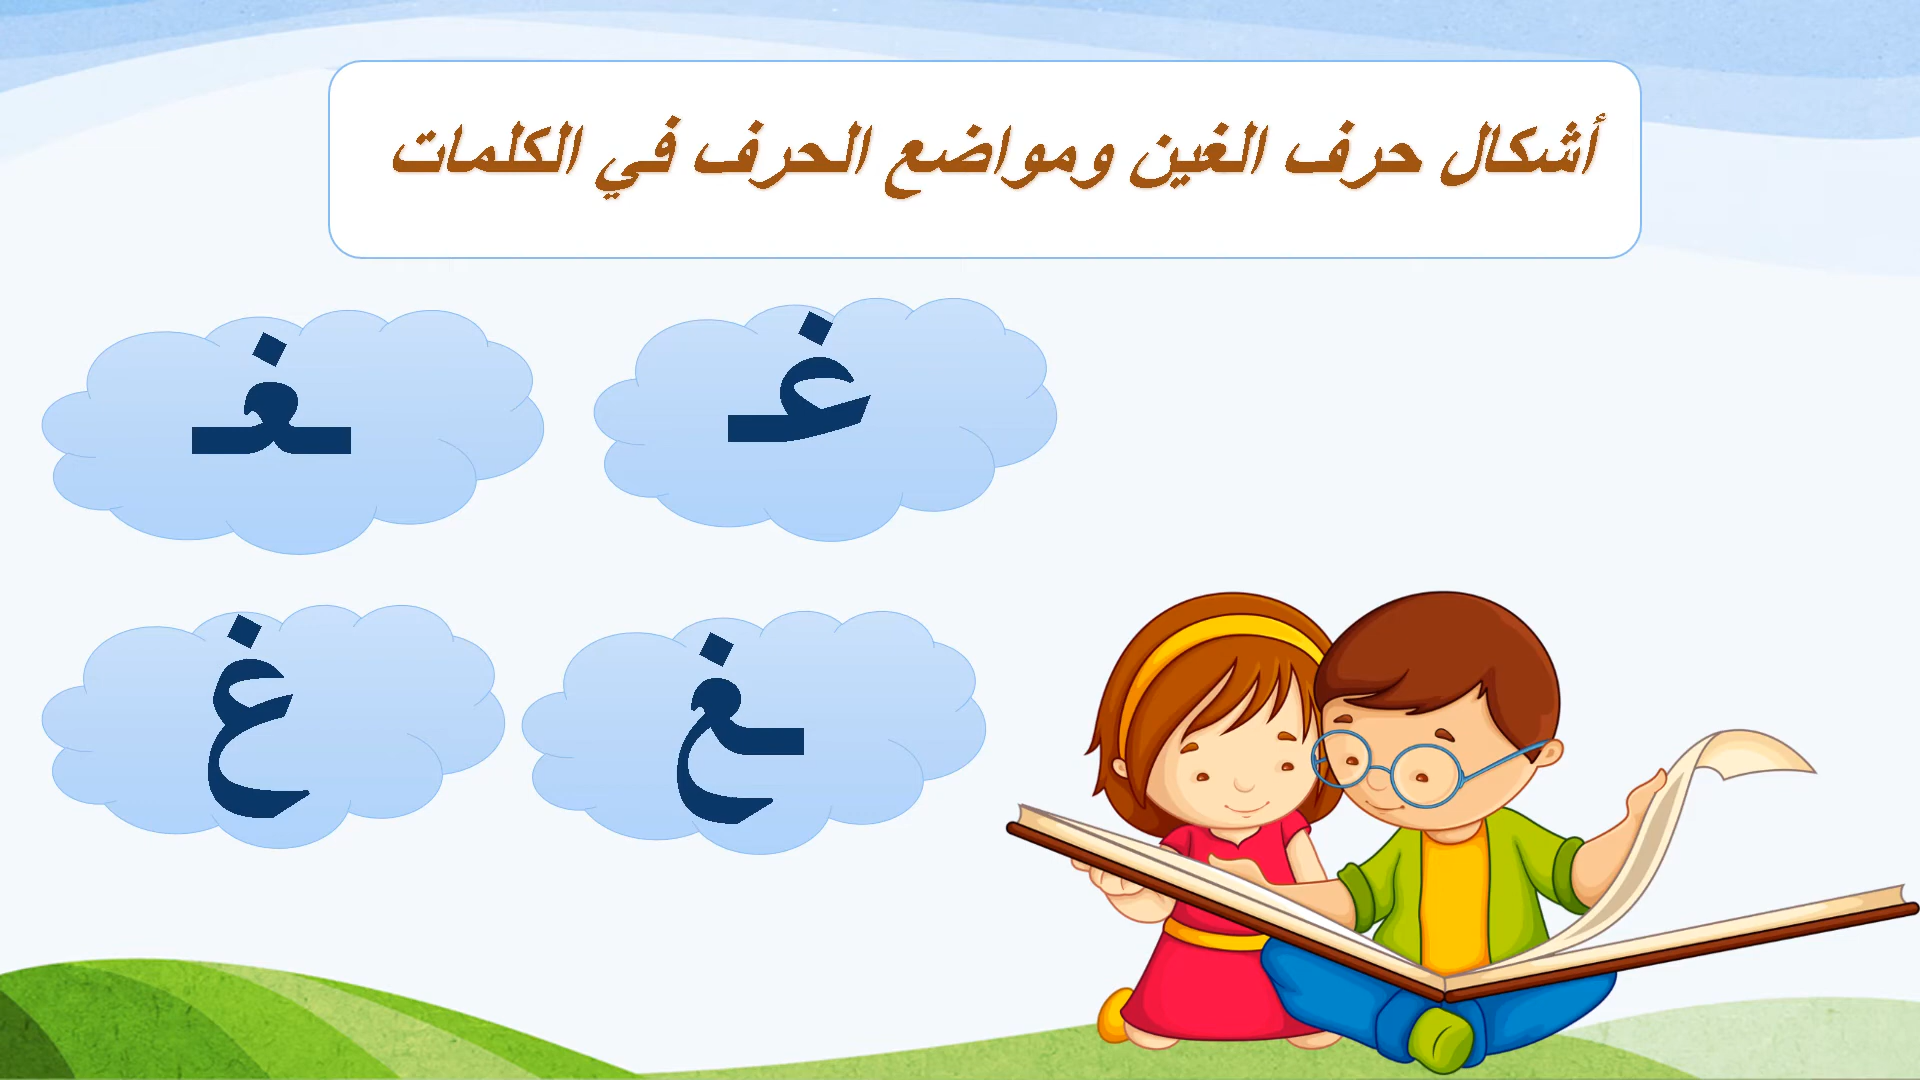 أشكال حرف الغين ومواضع الحرف في الكلمات
غـ
ـغـ
ـغ
غ